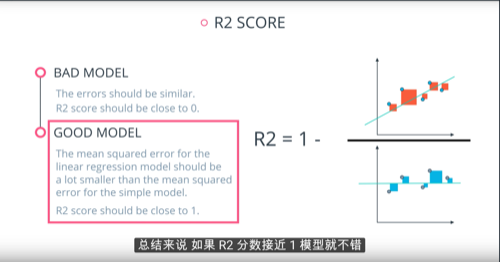 R2 SCORE
BAD MODEL
The errors should be similar.
R2 score should be close to 0.
GOOD MODEL
The mean squared error for the
linear regression model should be
a lot smaller than the mean squared
error for the simple model.
R2 score should be close to 1.
R2 = 1 -
总结来说 如果 R2 分数接近 1 模型就不错